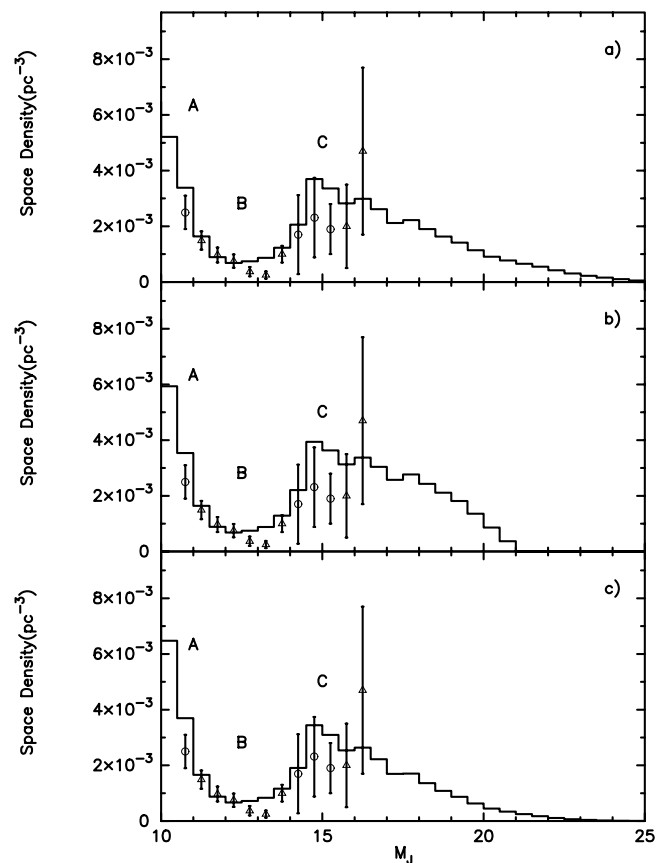 a)
Space Density(pc⁻³)
8×10⁻³
6×10⁻³
4×10⁻³
2×10⁻³
0
A
B
C
b)
Space Density(pc⁻³)
8×10⁻³
6×10⁻³
4×10⁻³
2×10⁻³
0
A
B
C
c)
Space Density(pc⁻³)
8×10⁻³
6×10⁻³
4×10⁻³
2×10⁻³
0
A
B
C
10 15 20 25
M_J